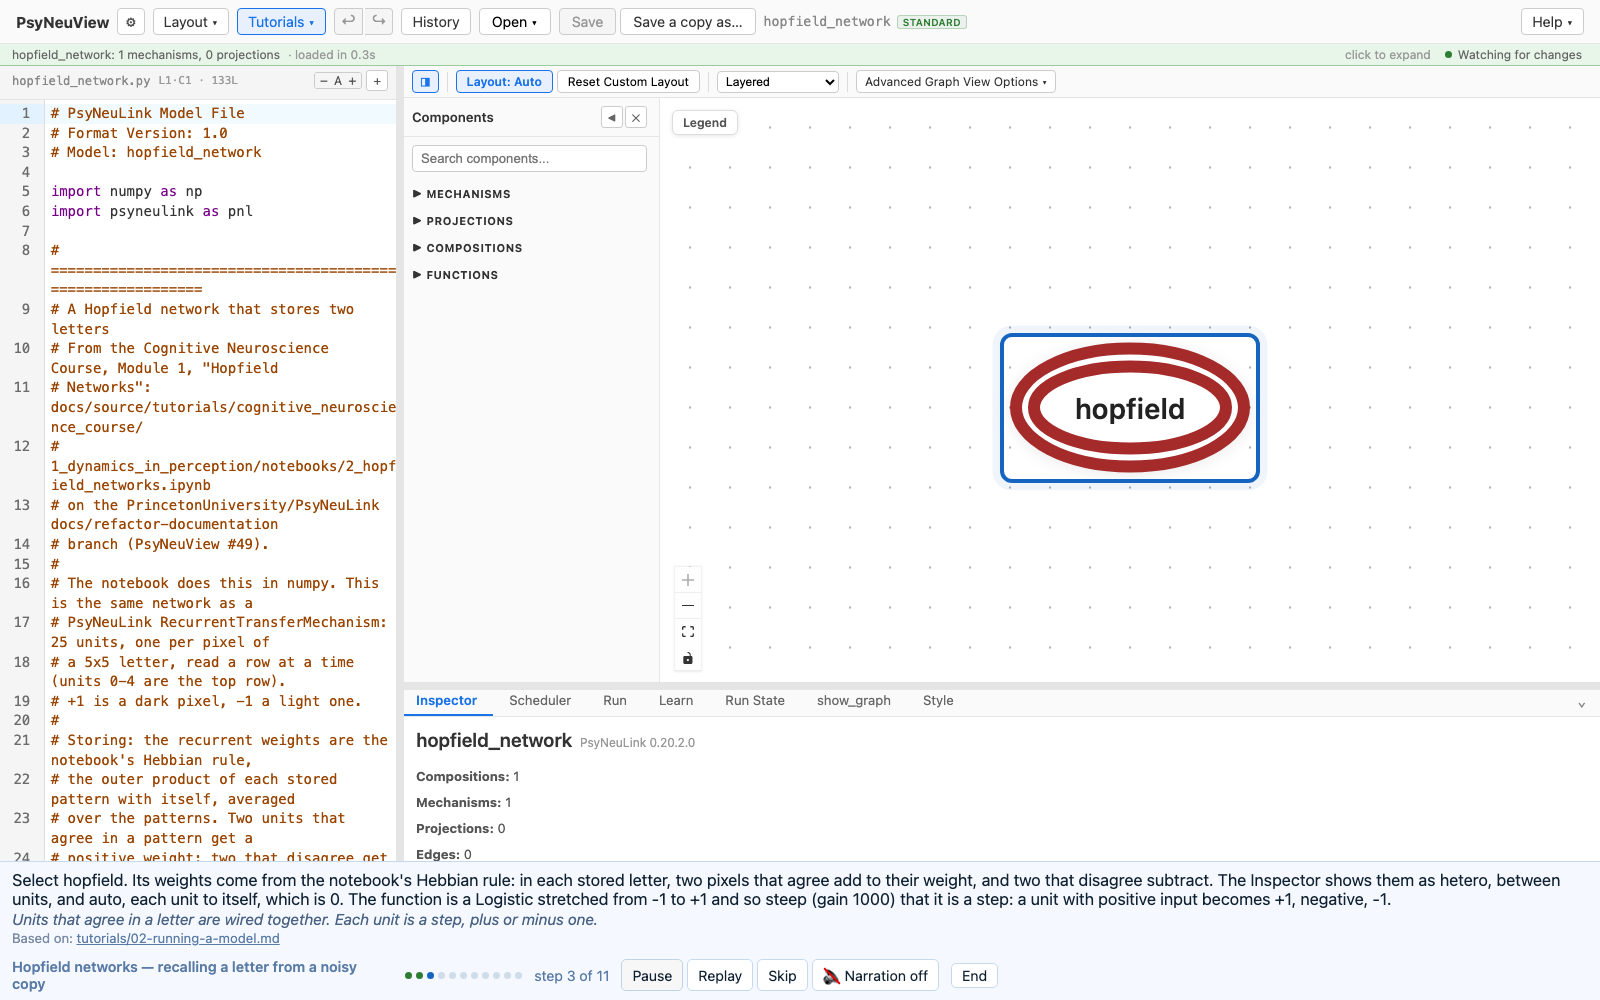 PsyNeuView ⚙ Layout ▾ Tutorials ▾ ↩ ↪ History Open ▾ Save Save a copy as... hopfield_network STANDARD Help ▾
hopfield_network: 1 mechanisms, 0 projections · loaded in 0.3s click to expand ● Watching for changes
hopfield_network.py L1:C1 · 133L − A + +
Layout: Auto Reset Custom Layout Layered Advanced Graph View Options ▾
1 # PsyNeuLink Model File
2 # Format Version: 1.0
3 # Model: hopfield_network
4
5 import numpy as np
6 import psyneulink as pnl
7
8 #
=========================================
==================
9 # A Hopfield network that stores two
letters
10 # From the Cognitive Neuroscience
Course, Module 1, "Hopfield
11 # Networks":
docs/source/tutorials/cognitive_neuroscie
nce_course/
12 #
1_dynamics_in_perception/notebooks/2_hopf
ield_networks.ipynb
13 # on the PrincetonUniversity/PsyNeuLink
docs/refactor-documentation
14 # branch (PsyNeuView #49).
15 #
16 # The notebook does this in numpy. This
is the same network as a
17 # PsyNeuLink RecurrentTransferMechanism:
25 units, one per pixel of
18 # a 5x5 letter, read a row at a time
(units 0-4 are the top row).
19 # +1 is a dark pixel, -1 a light one.
20 #
21 # Storing: the recurrent weights are the
notebook's Hebbian rule,
22 # the outer product of each stored
pattern with itself, averaged
23 # over the patterns. Two units that
agree in a pattern get a
24 # positive weight; two that disagree get
Components ◀ ✕
Search components...
▶ MECHANISMS
▶ PROJECTIONS
▶ COMPOSITIONS
▶ FUNCTIONS
Legend
hopfield
Inspector Scheduler Run Learn Run State show_graph Style
hopfield_network PsyNeuLink 0.20.2.0
Compositions: 1
Mechanisms: 1
Projections: 0
Edges: 0
Select hopfield. Its weights come from the notebook's Hebbian rule: in each stored letter, two pixels that agree add to their weight, and two that disagree subtract. The Inspector shows them as hetero, between
units, and auto, each unit to itself, which is 0. The function is a Logistic stretched from -1 to +1 and so steep (gain 1000) that it is a step: a unit with positive input becomes +1, negative, -1.
Units that agree in a letter are wired together. Each unit is a step, plus or minus one.
Based on: tutorials/02-running-a-model.md
Hopfield networks — recalling a letter from a noisy
copy
step 3 of 11 Pause Replay Skip Narration off End